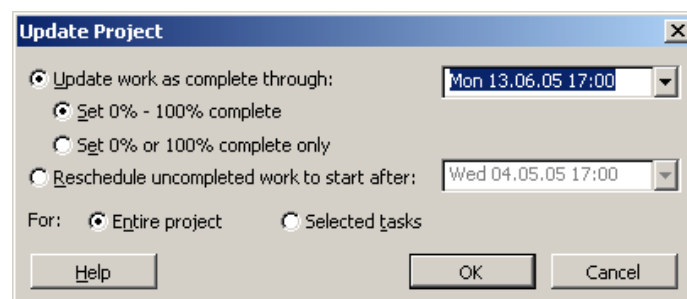 Update Project
Update work as complete through: Mon 13.06.05 17:00
Set 0% - 100% complete
Set 0% or 100% complete only
Reschedule uncompleted work to start after: Wed 04.05.05 17:00
For: Entire project Selected tasks
Help OK Cancel